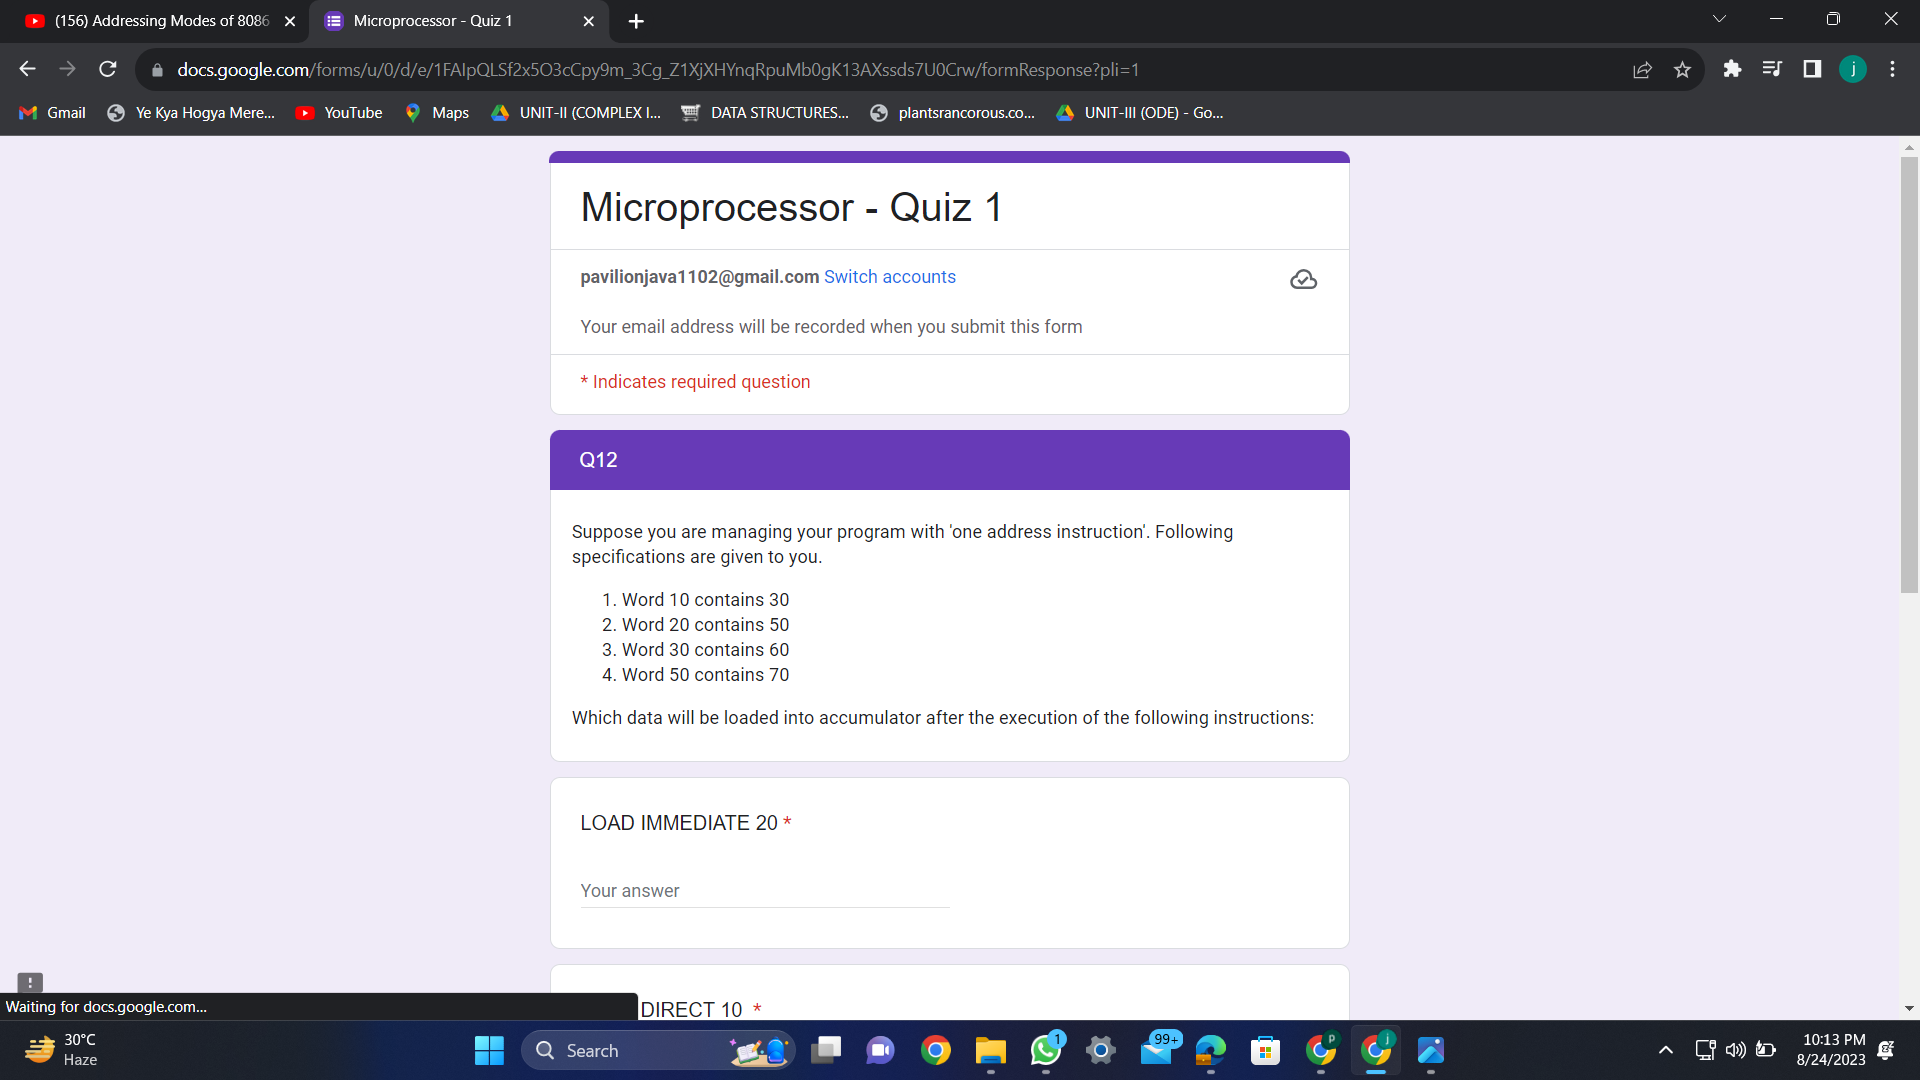 (156) Addressing Modes of 8086
Microprocessor - Quiz 1
docs.google.com/forms/u/0/d/e/1FAIpQLSf2x5O3cCpy9m_3Cg_Z1XjXHYnqRpuMb0gK13AXssds7U0Crw/formResponse?pli=1
j
Gmail
Ye Kya Hogya Mere...
YouTube
Maps
UNIT-II (COMPLEX I...
DATA STRUCTURES...
plantsrancorous.co...
UNIT-III (ODE) - Go...
Microprocessor - Quiz 1
pavilionjava1102@gmail.com Switch accounts
Your email address will be recorded when you submit this form
* Indicates required question
Q12
Suppose you are managing your program with 'one address instruction'. Following
specifications are given to you.
1. Word 10 contains 30
2. Word 20 contains 50
3. Word 30 contains 60
4. Word 50 contains 70
Which data will be loaded into accumulator after the execution of the following instructions:
LOAD IMMEDIATE 20 *
Your answer
DIRECT 10 *
Waiting for docs.google.com...
30°C
Haze
Search
1
99+
P
j
10:13 PM
8/24/2023